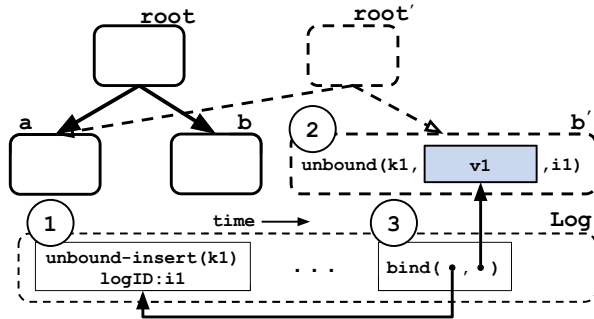 root
root′
a
b
b′
2
unbound(k1, v1 ,i1)
1
time
3
Log
unbound-insert(k1)
logID:i1
...
bind( , )